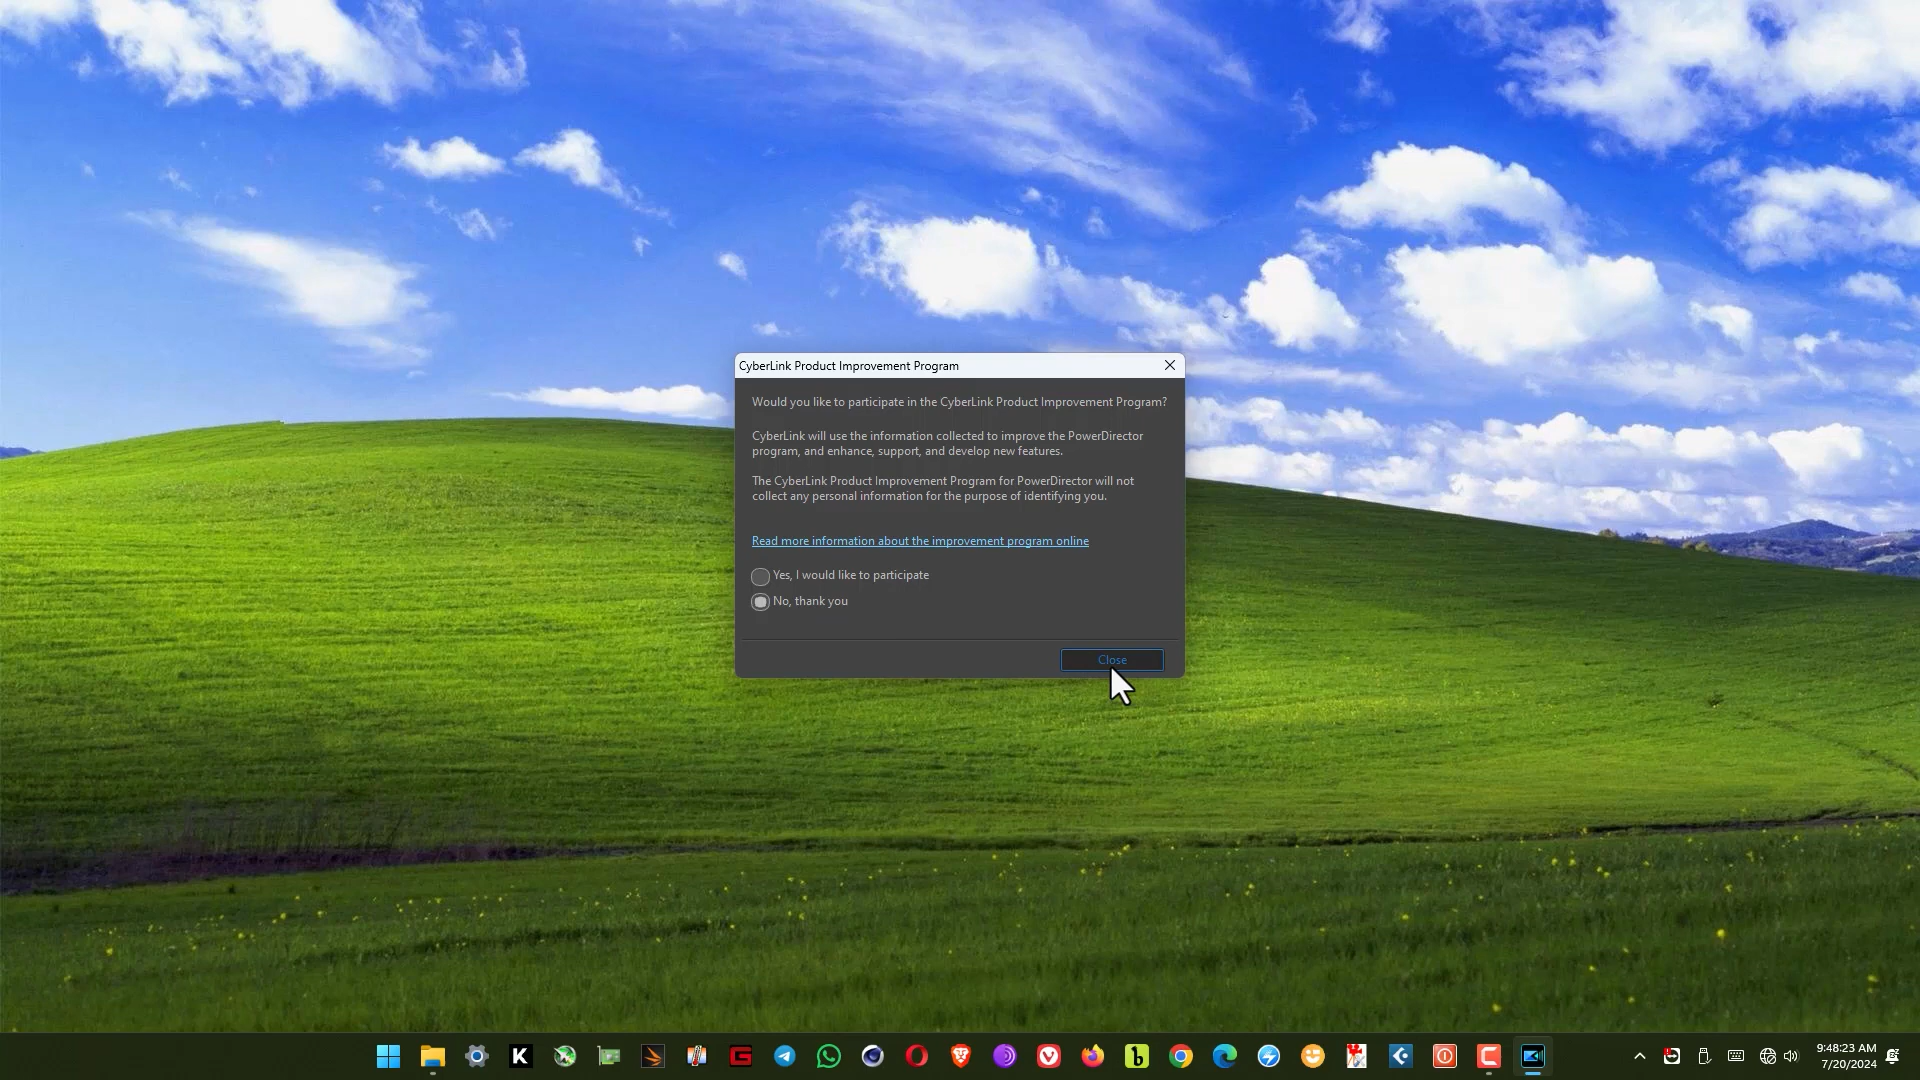 CyberLink Product Improvement Program
Would you like to participate in the CyberLink Product Improvement Program?
CyberLink will use the information collected to improve the PowerDirector
program, and enhance, support, and develop new features.
The CyberLink Product Improvement Program for PowerDirector will not
collect any personal information for the purpose of identifying you.
Read more information about the improvement program online
Yes, I would like to participate
No, thank you
Close
9:48:23 AM
7/20/2024